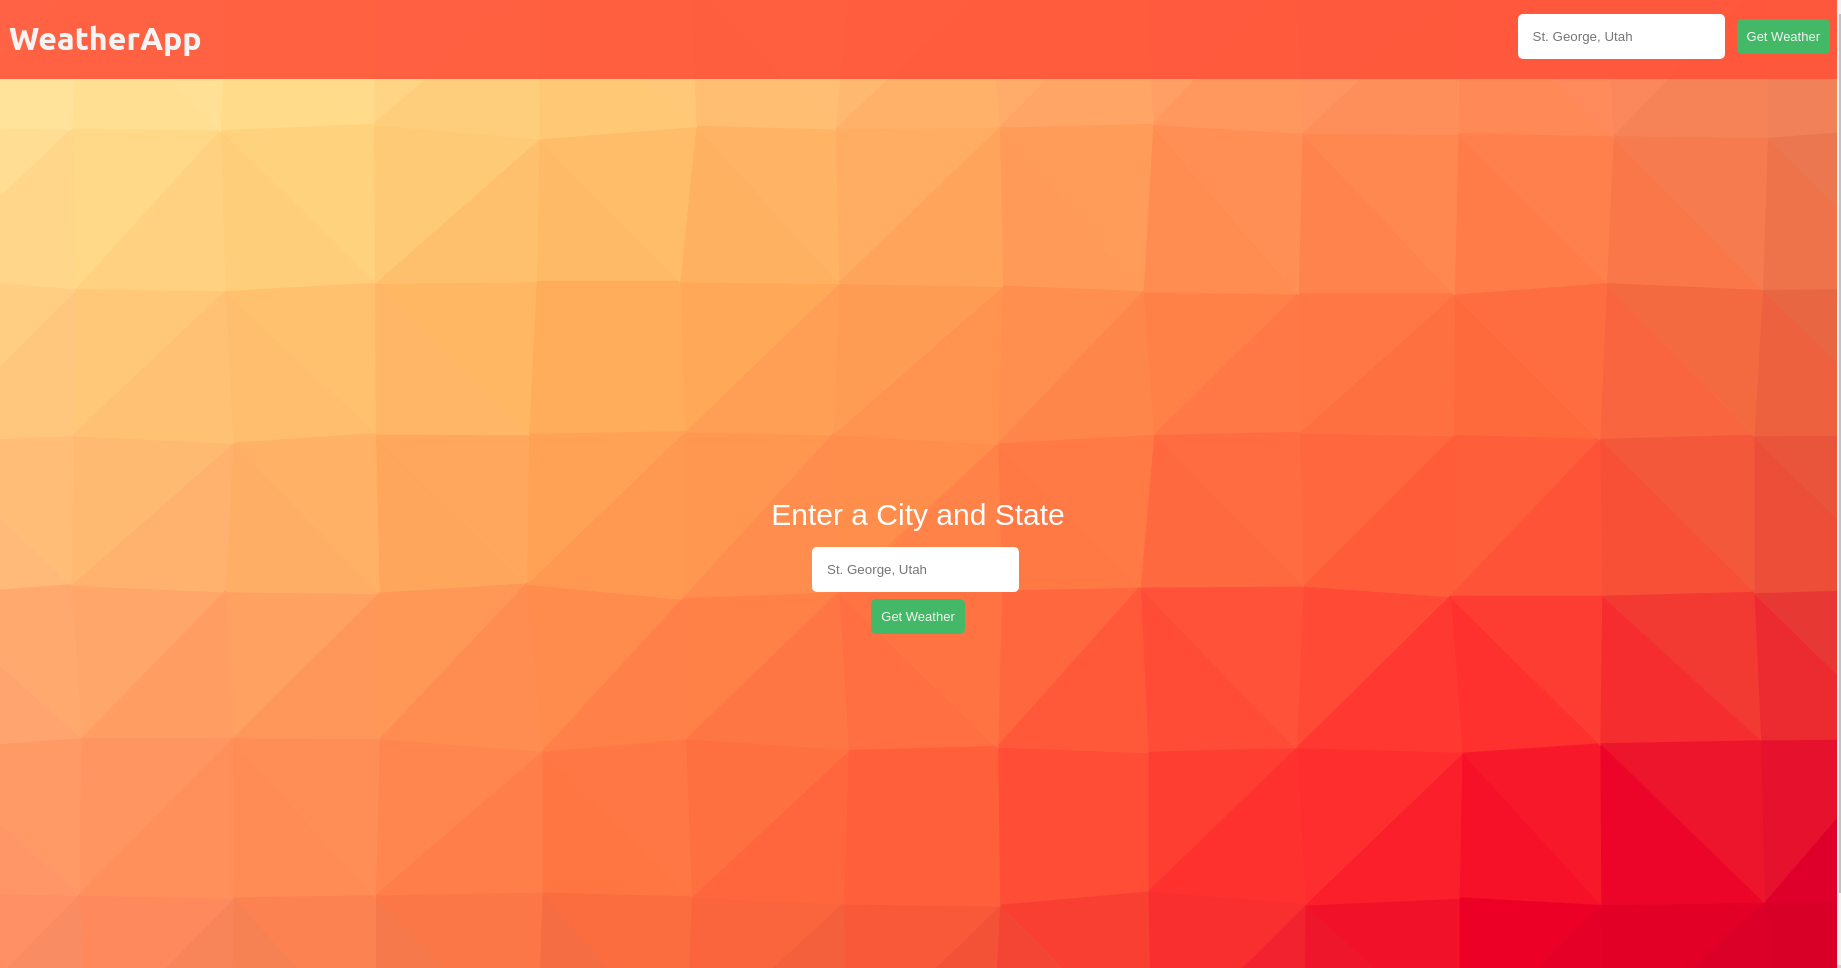 WeatherApp
St. George, Utah
Get Weather
Enter a City and State
St. George, Utah
Get Weather